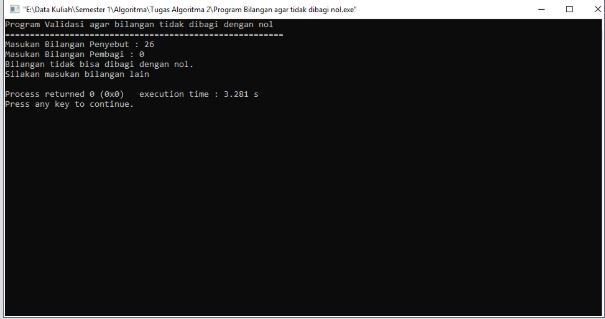 "E:\Data Kuliah\Semester 1\Algoritma\Tugas Algoritma 2\Program Bilangan agar tidak dibagi nol.exe"
Program Validasi agar bilangan tidak dibagi dengan nol
========================================================
Masukan Bilangan Penyebut : 26
Masukan Bilangan Pembagi : 0
Bilangan tidak bisa dibagi dengan nol.
Silakan masukan bilangan lain
Process returned 0 (0x0)   execution time : 3.281 s
Press any key to continue.